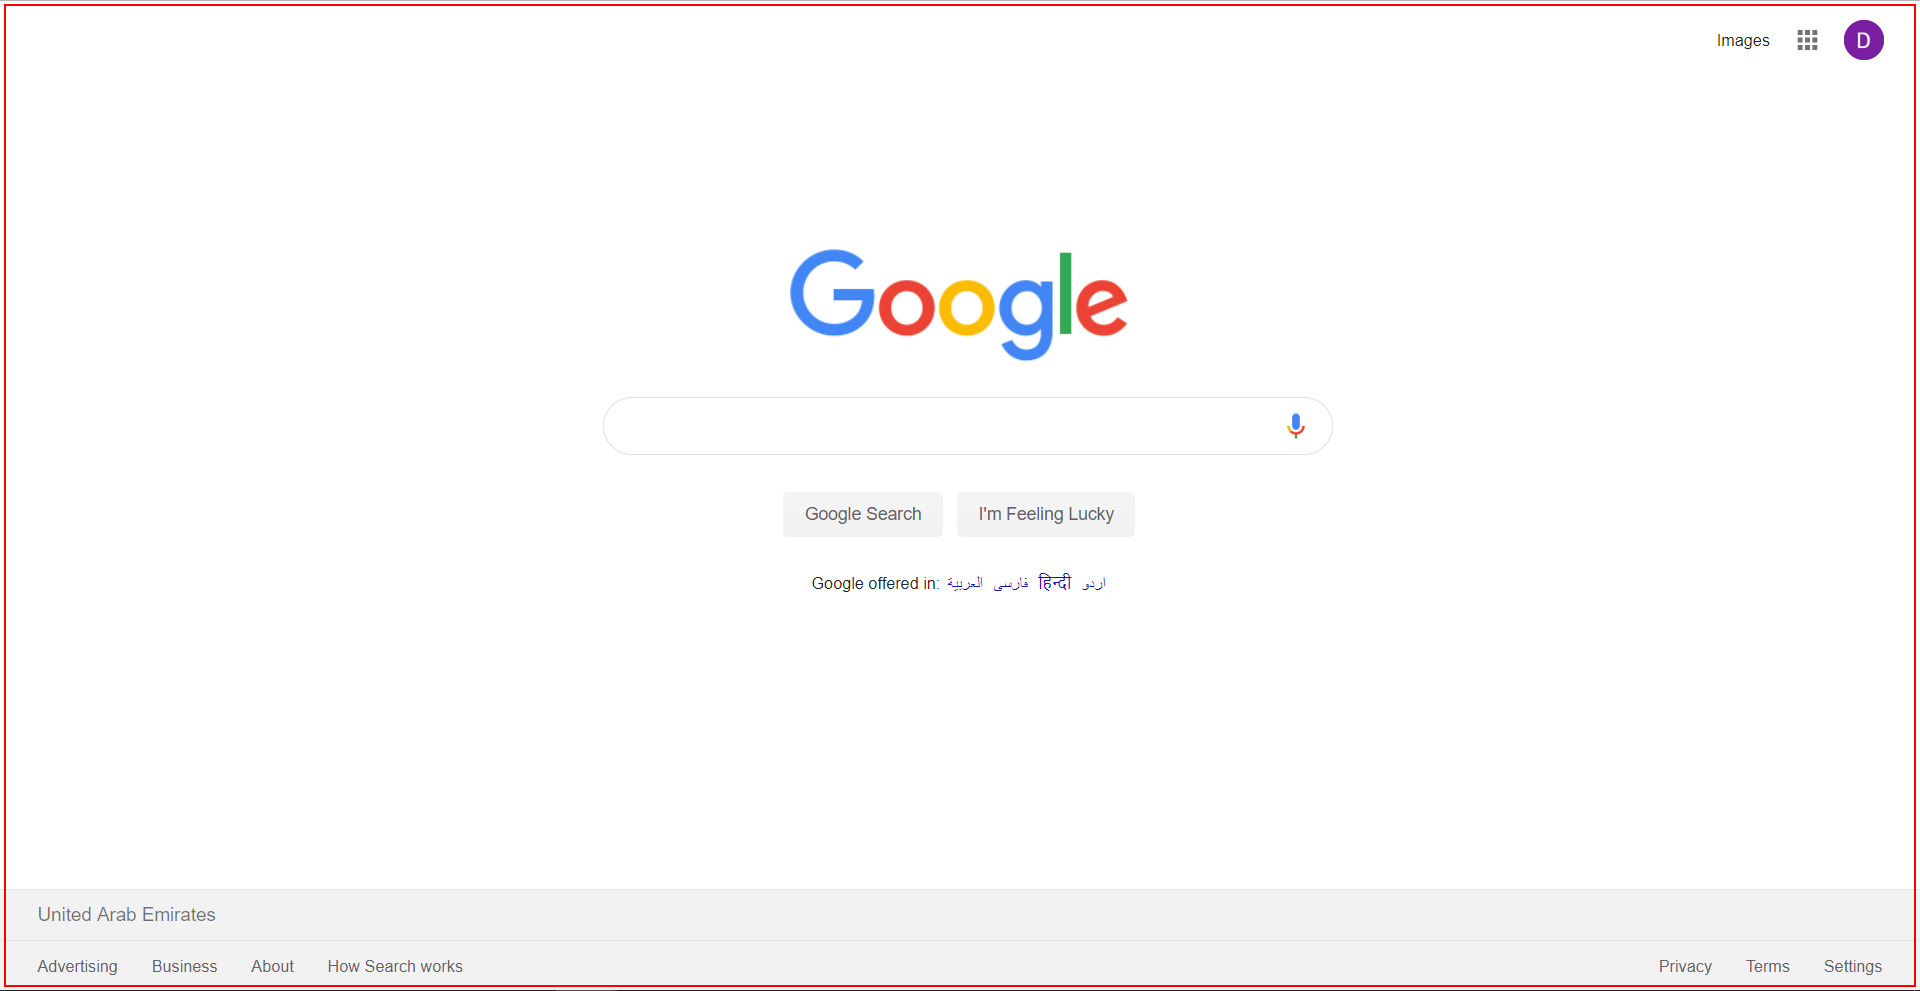 Images D
Google
Google Search I'm Feeling Lucky
Google offered in: العربية فارسی हिन्दी اردو
United Arab Emirates
Advertising Business About How Search works Privacy Terms Settings